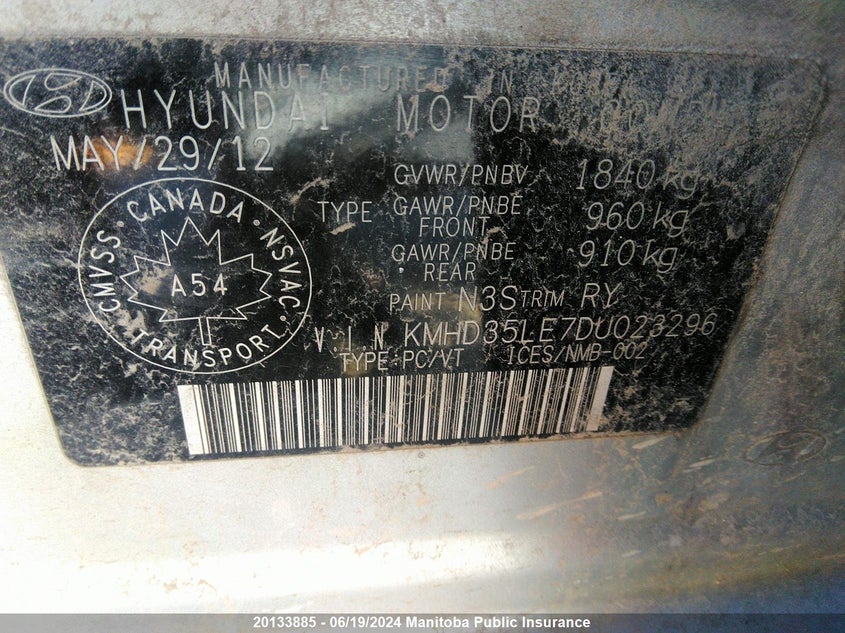 MANUFACTURED IN
HYUNDAI MOTOR
MAY/29/12
GVWR/PNBV 1840 kg
TYPE GAWR/PNBE FRONT 960 kg
GAWR/PNBE REAR 910 kg
CMVSS · CANADA · NSVAC · TRANSPORT
A54
PAINT N3S TRIM RY
VIN KMHD35LE7DU023296
TYPE:PC/VT ICES/NMB-002
20133885 - 06/19/2024 Manitoba Public Insurance